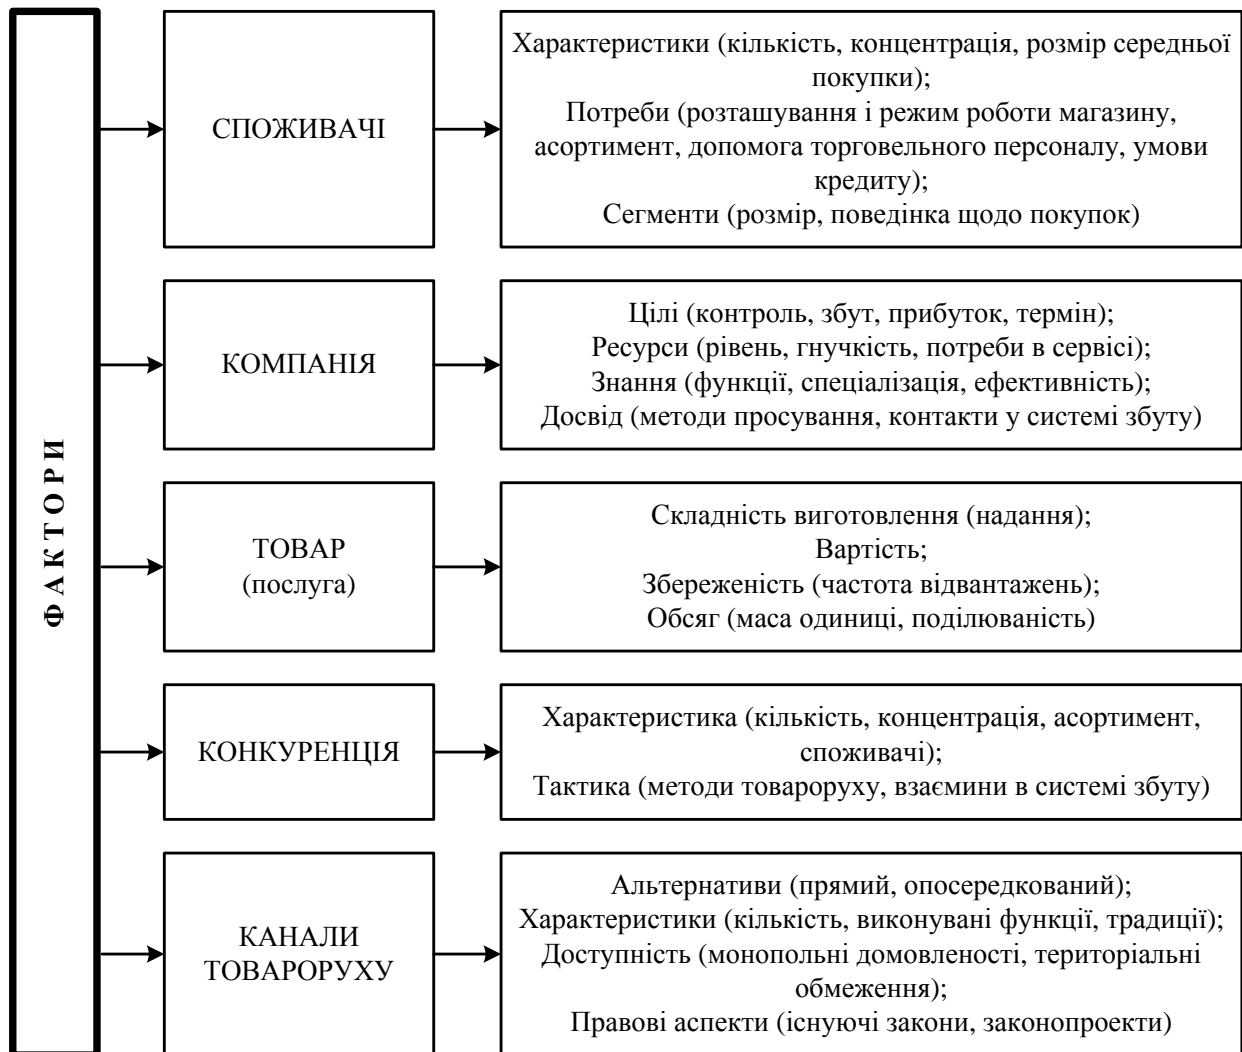 ФАКТОРИ
СПОЖИВАЧІ
Характеристики (кількість, концентрація, розмір середньої
покупки);
Потреби (розташування і режим роботи магазину,
асортимент, допомога торговельного персоналу, умови
кредиту);
Сегменти (розмір, поведінка щодо покупок)
КОМПАНІЯ
Цілі (контроль, збут, прибуток, термін);
Ресурси (рівень, гнучкість, потреби в сервісі);
Знання (функції, спеціалізація, ефективність);
Досвід (методи просування, контакти у системі збуту)
ТОВАР
(послуга)
Складність виготовлення (надання);
Вартість;
Збереженість (частота відвантажень);
Обсяг (маса одиниці, поділюваність)
КОНКУРЕНЦІЯ
Характеристика (кількість, концентрація, асортимент,
споживачі);
Тактика (методи товароруху, взаємини в системі збуту)
КАНАЛИ
ТОВАРОРУХУ
Альтернативи (прямий, опосередкований);
Характеристики (кількість, виконувані функції, традиції);
Доступність (монопольні домовленості, територіальні
обмеження);
Правові аспекти (існуючі закони, законопроекти)